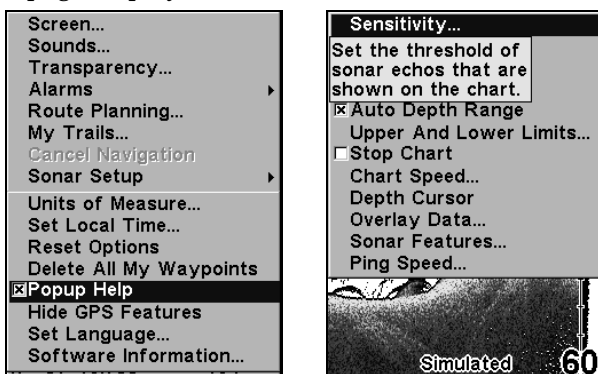 Screen...
Sounds...
Transparency...
Alarms
Route Planning...
My Trails...
Cancel Navigation
Sonar Setup
Units of Measure...
Set Local Time...
Reset Options
Delete All My Waypoints
Popup Help
Hide GPS Features
Set Language...
Software Information...
Sensitivity...
Set the threshold of
sonar echos that are
shown on the chart.
Auto Depth Range
Upper And Lower Limits...
Stop Chart
Chart Speed...
Depth Cursor
Overlay Data...
Sonar Features...
Ping Speed...
Simulated
60